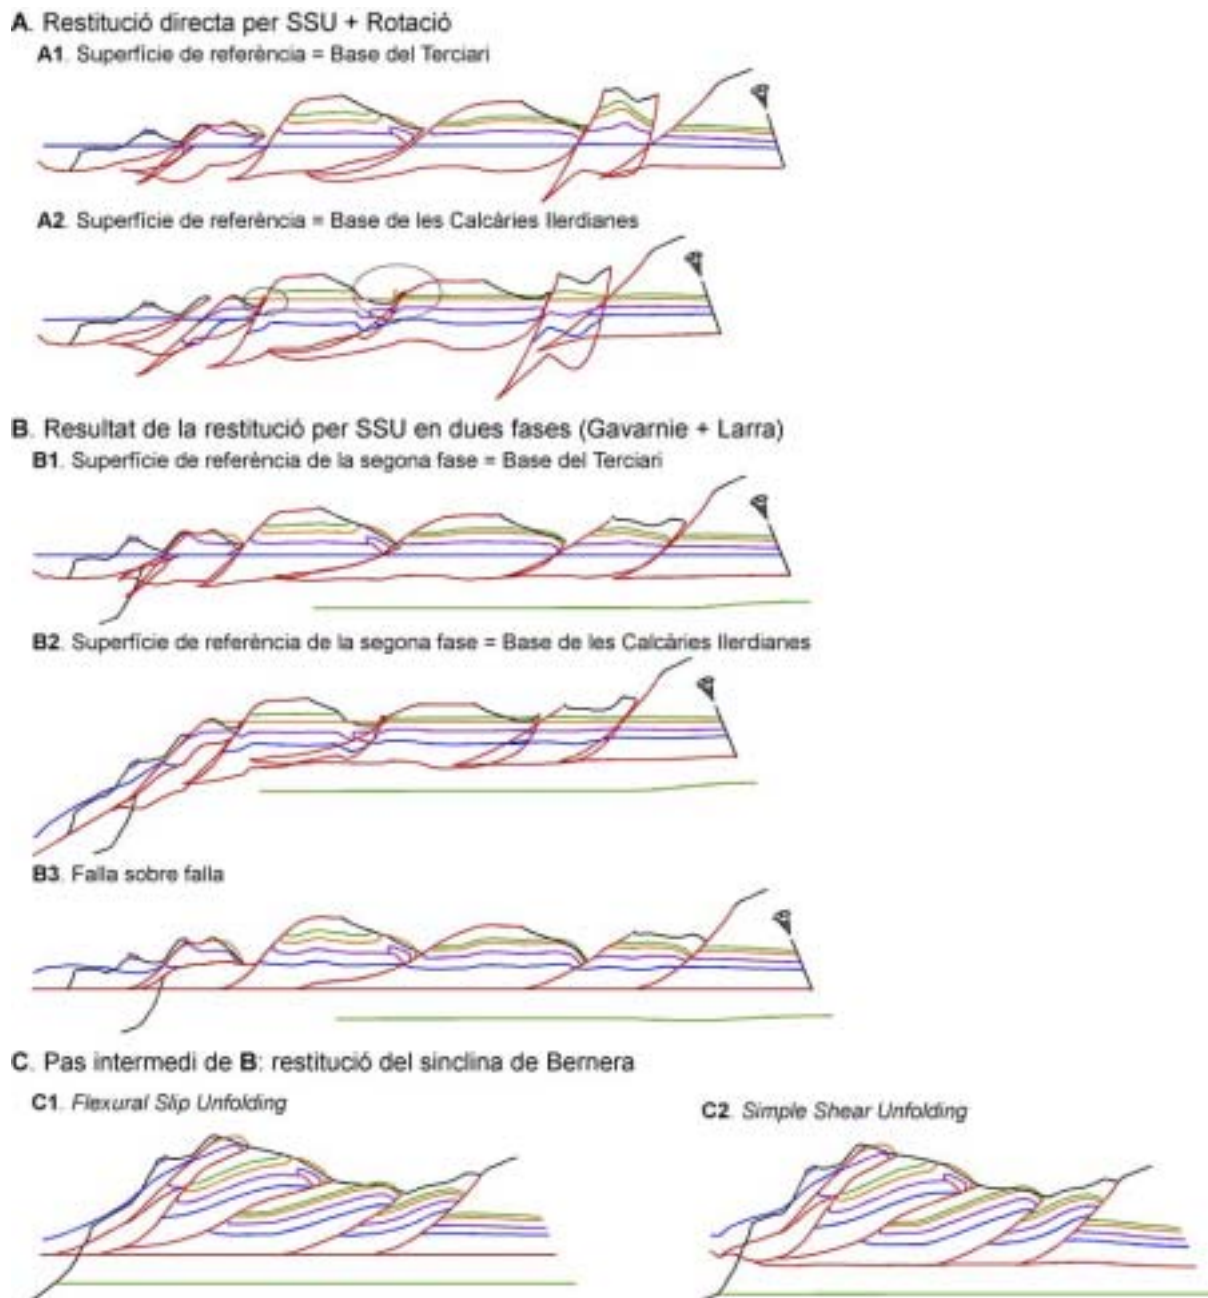 A. Restitució directa per SSU + Rotació
A1. Superfície de referència = Base del Terciari
A2. Superfície de referència = Base de les Calcàries Ilerdianes
B. Resultat de la restitució per SSU en dues fases (Gavarnie + Larra)
B1. Superfície de referència de la segona fase = Base del Terciari
B2. Superfície de referència de la segona fase = Base de les Calcàries Ilerdianes
B3. Falla sobre falla
C. Pas intermedi de B: restitució del sinclina de Bernera
C1. Flexural Slip Unfolding
C2. Simple Shear Unfolding